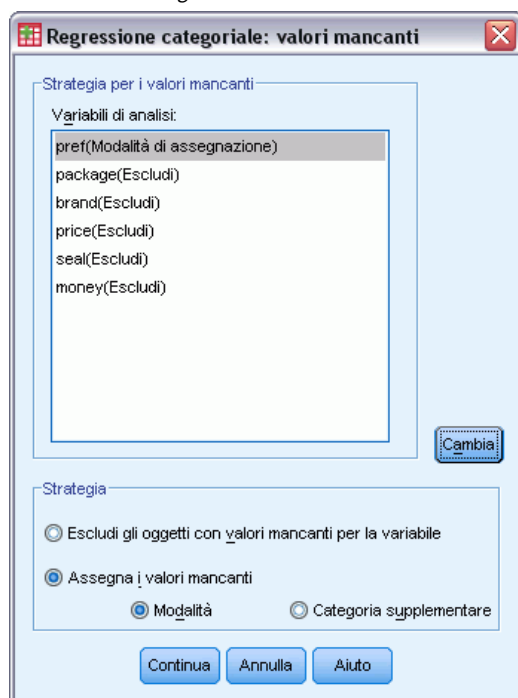 Regressione categoriale: valori mancanti
Strategia per i valori mancanti
Variabili di analisi:
pref(Modalità di assegnazione)
package(Escludi)
brand(Escludi)
price(Escludi)
seal(Escludi)
money(Escludi)
Cambia
Strategia
Escludi gli oggetti con valori mancanti per la variabile
Assegna i valori mancanti
Modalità Categoria supplementare
Continua Annulla Aiuto